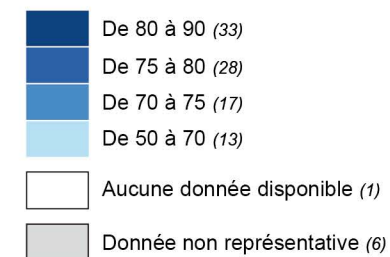 De 80 à 90 (33)
De 75 à 80 (28)
De 70 à 75 (17)
De 50 à 70 (13)
Aucune donnée disponible (1)
Donnée non représentative (6)